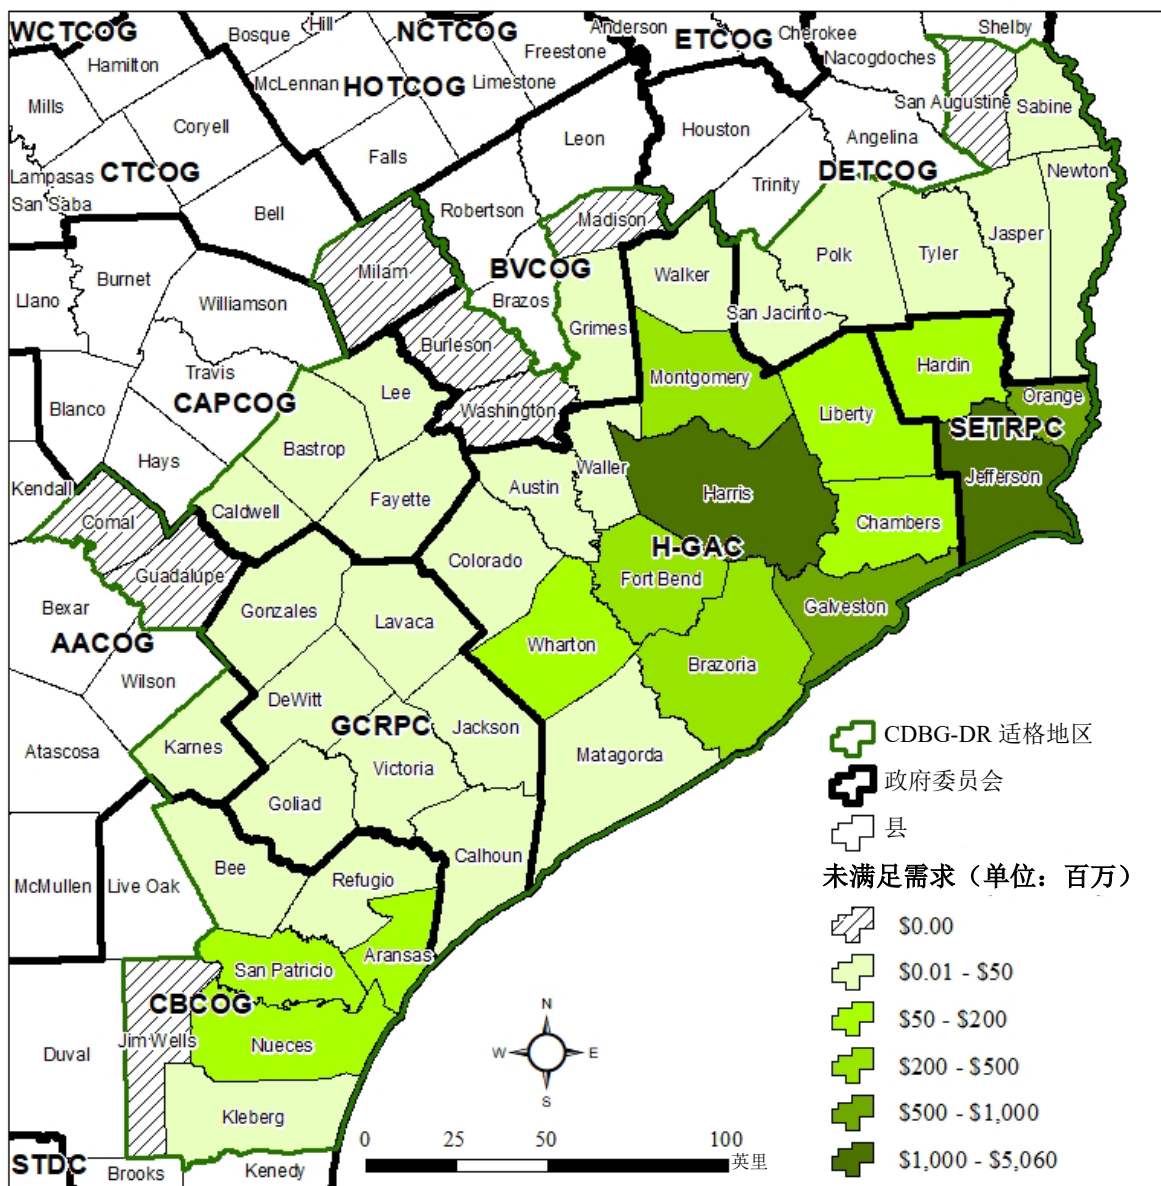 WCTCOG
Bosque
Hill
NCTCOG
Anderson
ETCOG
Cherokee
Shelby
Hamilton
McLennan
HOTCOG
Limestone
Freestone
Nacogdoches
Mills
Coryell
Leon
Houston
San Augustine
Sabine
Angelina
Falls
Lampasas
CTCOG
DETCOG
Newton
San Saba
Bell
Robertson
Trinity
Madison
Jasper
Burnet
Milam
BVCOG
Walker
Polk
Tyler
Llano
Williamson
Brazos
San Jacinto
Grimes
Burleson
Travis
Montgomery
Hardin
Blanco
CAPCOG
Lee
Washington
Liberty
Orange
SETRPC
Hays
Bastrop
Waller
Kendall
Fayette
Austin
Harris
Jefferson
Comal
Caldwell
Chambers
H-GAC
Colorado
Guadalupe
Fort Bend
Bexar
Gonzales
Lavaca
Galveston
AACOG
Wharton
Brazoria
Wilson
DeWitt
GCRPC
Jackson
Karnes
Atascosa
Victoria
Matagorda
Goliad
Calhoun
Bee
Refugio
McMullen
Live Oak
Aransas
San Patricio
CBCOG
Jim Wells
Duval
Nueces
Kleberg
STDC
Brooks
Kenedy
N
W
E
S
0
25
50
100
英里
CDBG-DR 适格地区
政府委员会
县
未满足需求（单位：百万）
$0.00
$0.01 - $50
$50 - $200
$200 - $500
$500 - $1,000
$1,000 - $5,060